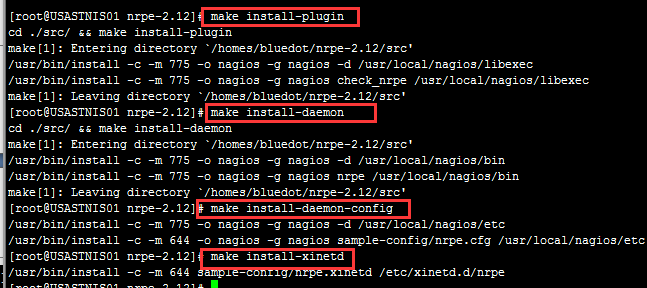 [root@USASTNIS01 nrpe-2.12]# make install-plugin
cd ./src/ && make install-plugin
make[1]: Entering directory `/homes/bluedot/nrpe-2.12/src'
/usr/bin/install -c -m 775 -o nagios -g nagios -d /usr/local/nagios/libexec
/usr/bin/install -c -m 775 -o nagios -g nagios check_nrpe /usr/local/nagios/libexec
make[1]: Leaving directory `/homes/bluedot/nrpe-2.12/src'
[root@USASTNIS01 nrpe-2.12]# make install-daemon
cd ./src/ && make install-daemon
make[1]: Entering directory `/homes/bluedot/nrpe-2.12/src'
/usr/bin/install -c -m 775 -o nagios -g nagios -d /usr/local/nagios/bin
/usr/bin/install -c -m 775 -o nagios -g nagios nrpe /usr/local/nagios/bin
make[1]: Leaving directory `/homes/bluedot/nrpe-2.12/src'
[root@USASTNIS01 nrpe-2.12]# make install-daemon-config
/usr/bin/install -c -m 775 -o nagios -g nagios -d /usr/local/nagios/etc
/usr/bin/install -c -m 644 -o nagios -g nagios sample-config/nrpe.cfg /usr/local/nagios/etc
[root@USASTNIS01 nrpe-2.12]# make install-xinetd
/usr/bin/install -c -m 644 sample-config/nrpe.xinetd /etc/xinetd.d/nrpe